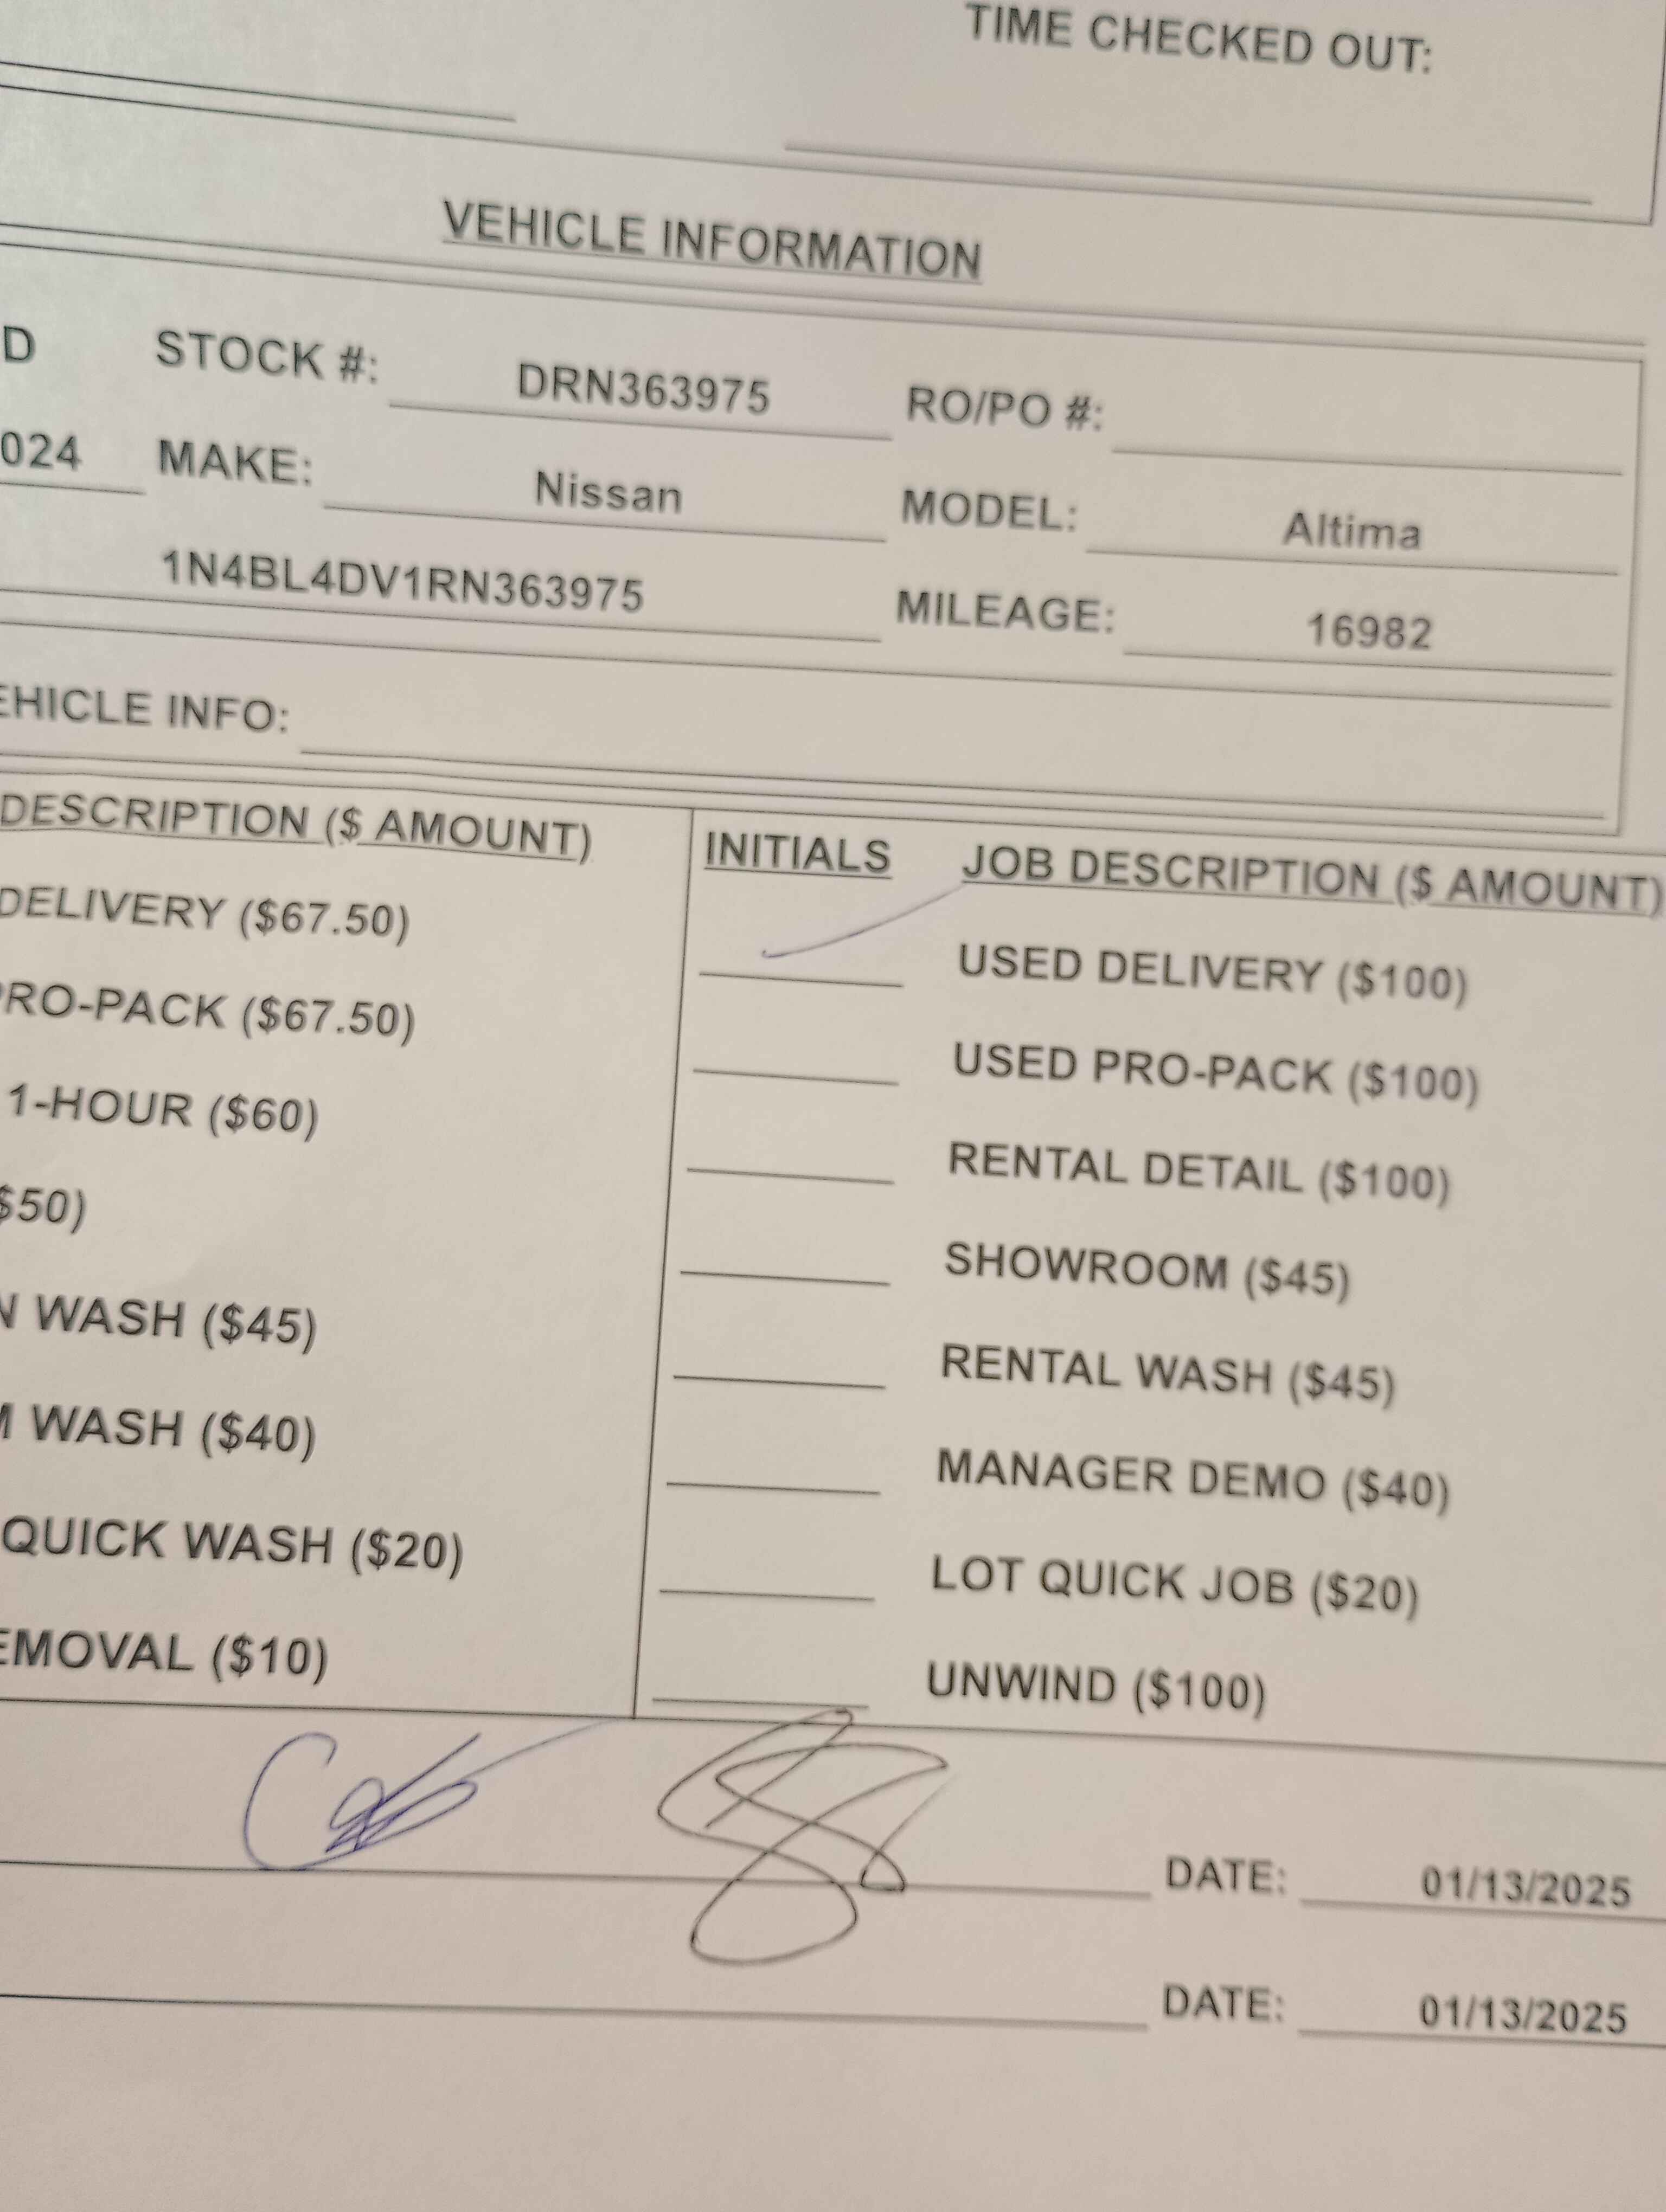 TIME CHECKED OUT:
VEHICLE INFORMATION
D STOCK #: DRN363975 RO/PO #:
024 MAKE: Nissan MODEL: Altima
1N4BL4DV1RN363975 MILEAGE: 16982
EHICLE INFO:
DESCRIPTION ($ AMOUNT) INITIALS JOB DESCRIPTION ($ AMOUNT)
DELIVERY ($67.50) USED DELIVERY ($100)
PRO-PACK ($67.50) USED PRO-PACK ($100)
1-HOUR ($60) RENTAL DETAIL ($100)
$50) SHOWROOM ($45)
N WASH ($45) RENTAL WASH ($45)
M WASH ($40) MANAGER DEMO ($40)
QUICK WASH ($20) LOT QUICK JOB ($20)
EMOVAL ($10) UNWIND ($100)
DATE: 01/13/2025
DATE: 01/13/2025